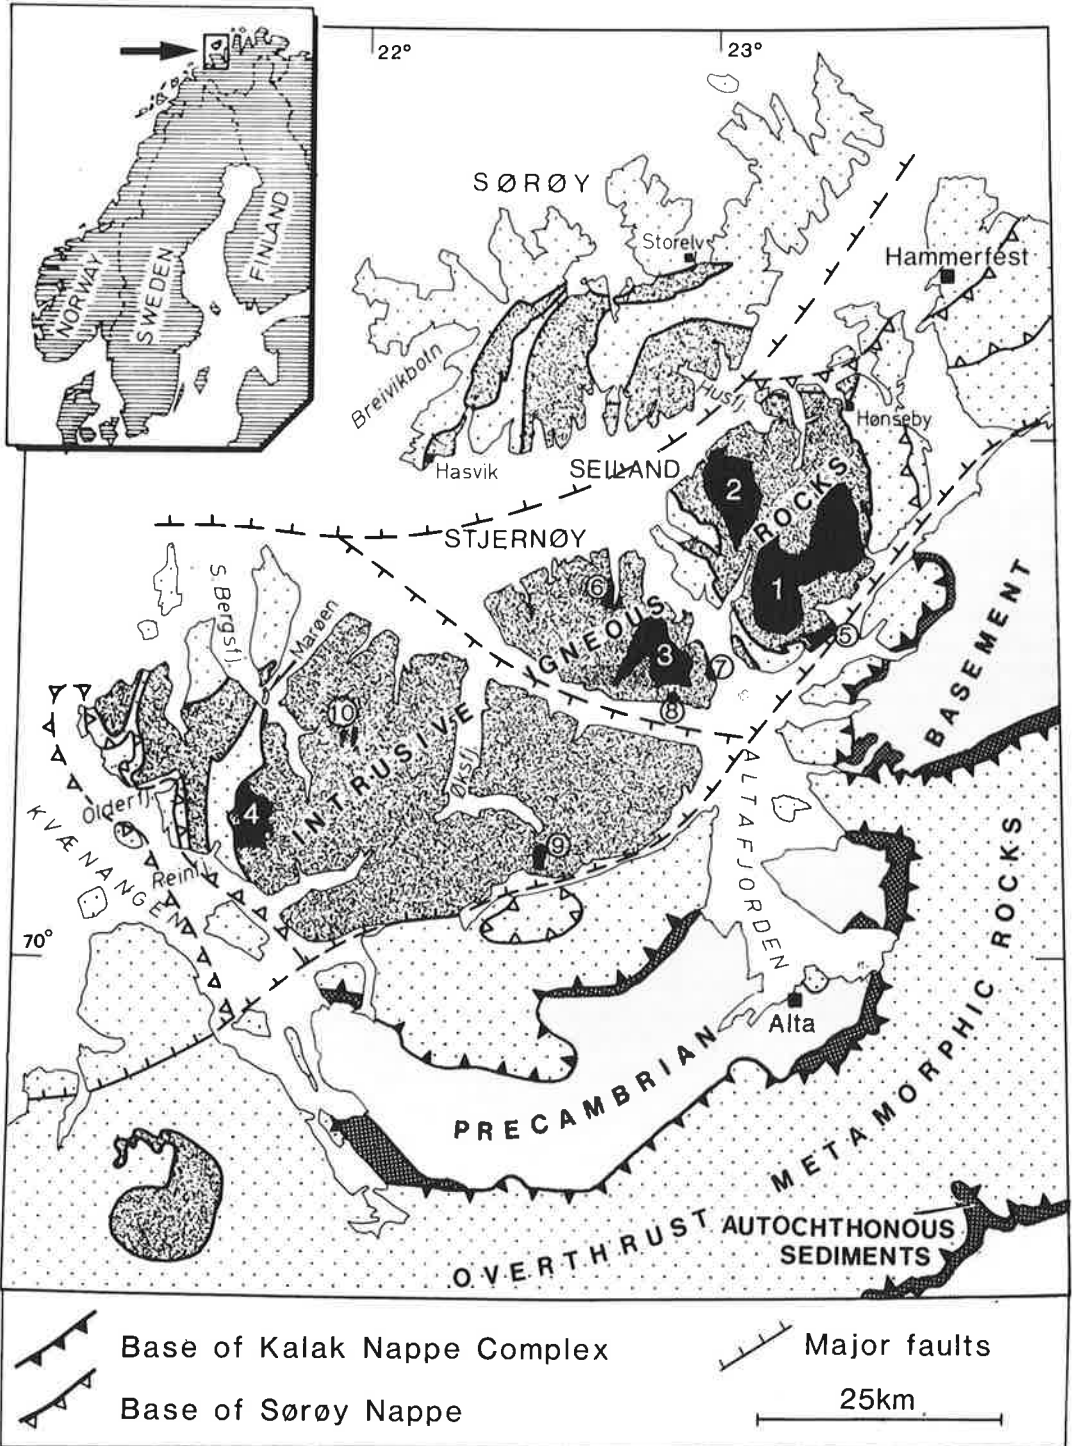 22°
23°
NORWAY
SWEDEN
FINLAND
SØRØY
Storelv
Hammerfest
Breivikbotn
Husfj.
Hønseby
Hasvik
SEILAND
2
ROCKS
STJERNØY
1
S. Bergsfj.
Marøen
6
IGNEOUS
3
5
7
8
BASEMENT
10
INTRUSIVE
Øksfj.
ALTAFJORDEN
Olderfj.
4
KVÆNANGEN
9
Reinf.
70°
Alta
PRECAMBRIAN
METAMORPHIC ROCKS
OVERTHRUST
AUTOCHTHONOUS
SEDIMENTS
Base of Kalak Nappe Complex
Major faults
Base of Sørøy Nappe
25km